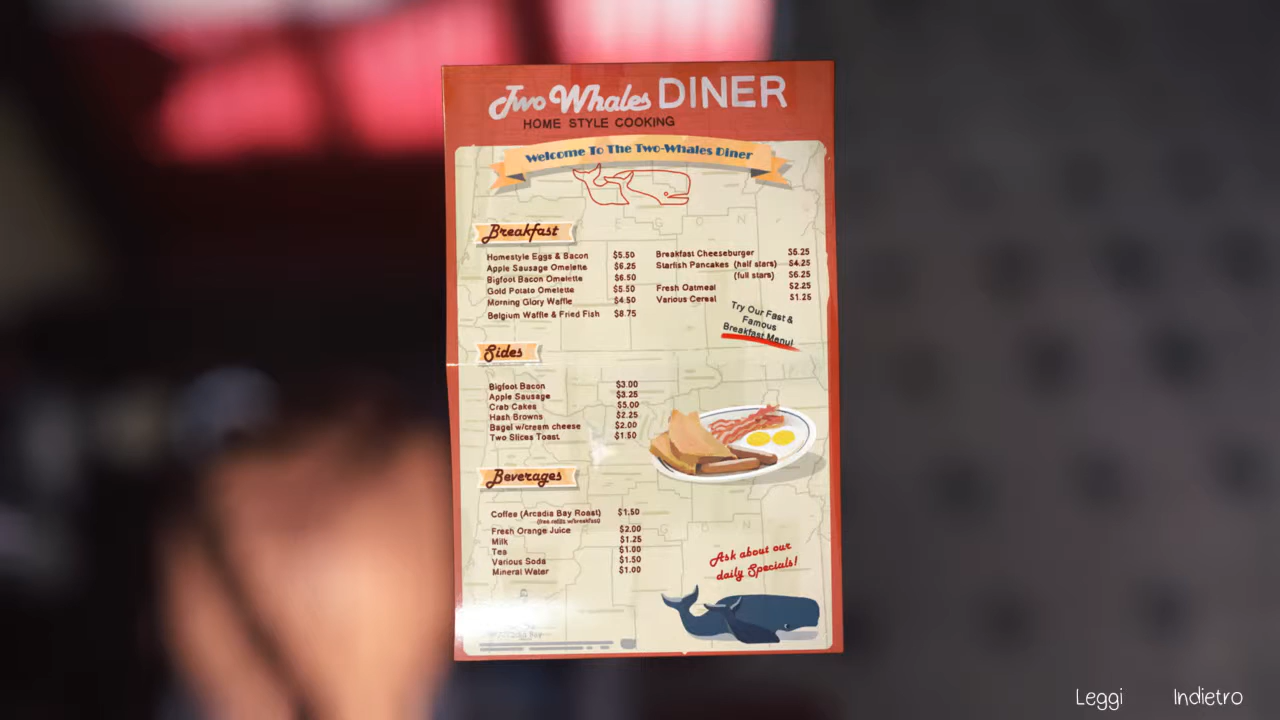 Two Whales DINER
HOME STYLE COOKING
Welcome To The Two-Whales Diner
E G O N
Breakfast
Homestyle Eggs & Bacon $5.50
Apple Sausage Omelette $6.25
Bigfoot Bacon Omelette $6.50
Gold Potato Omelette $5.50
Morning Glory Waffle $4.50
Belgium Waffle & Fried Fish $8.75
Breakfast Cheeseburger $6.25
Starfish Pancakes (half stars) $4.25
(full stars) $6.25
Fresh Oatmeal $2.25
Various Cereal $1.25
Try Our Fast &
Famous
Breakfast Menu!
Sides
Bigfoot Bacon $3.00
Apple Sausage $3.25
Crab Cakes $5.00
Hash Browns $2.25
Bagel w/cream cheese $2.00
Two Slices Toast $1.50
Beverages
Coffee (Arcadia Bay Roast) $1.50
(free refills w/breakfast)
Fresh Orange Juice $2.00
Milk $1.25
Tea $1.00
Various Soda $1.50
Mineral Water $1.00
Ask about our
daily Specials!
Leggi Indietro